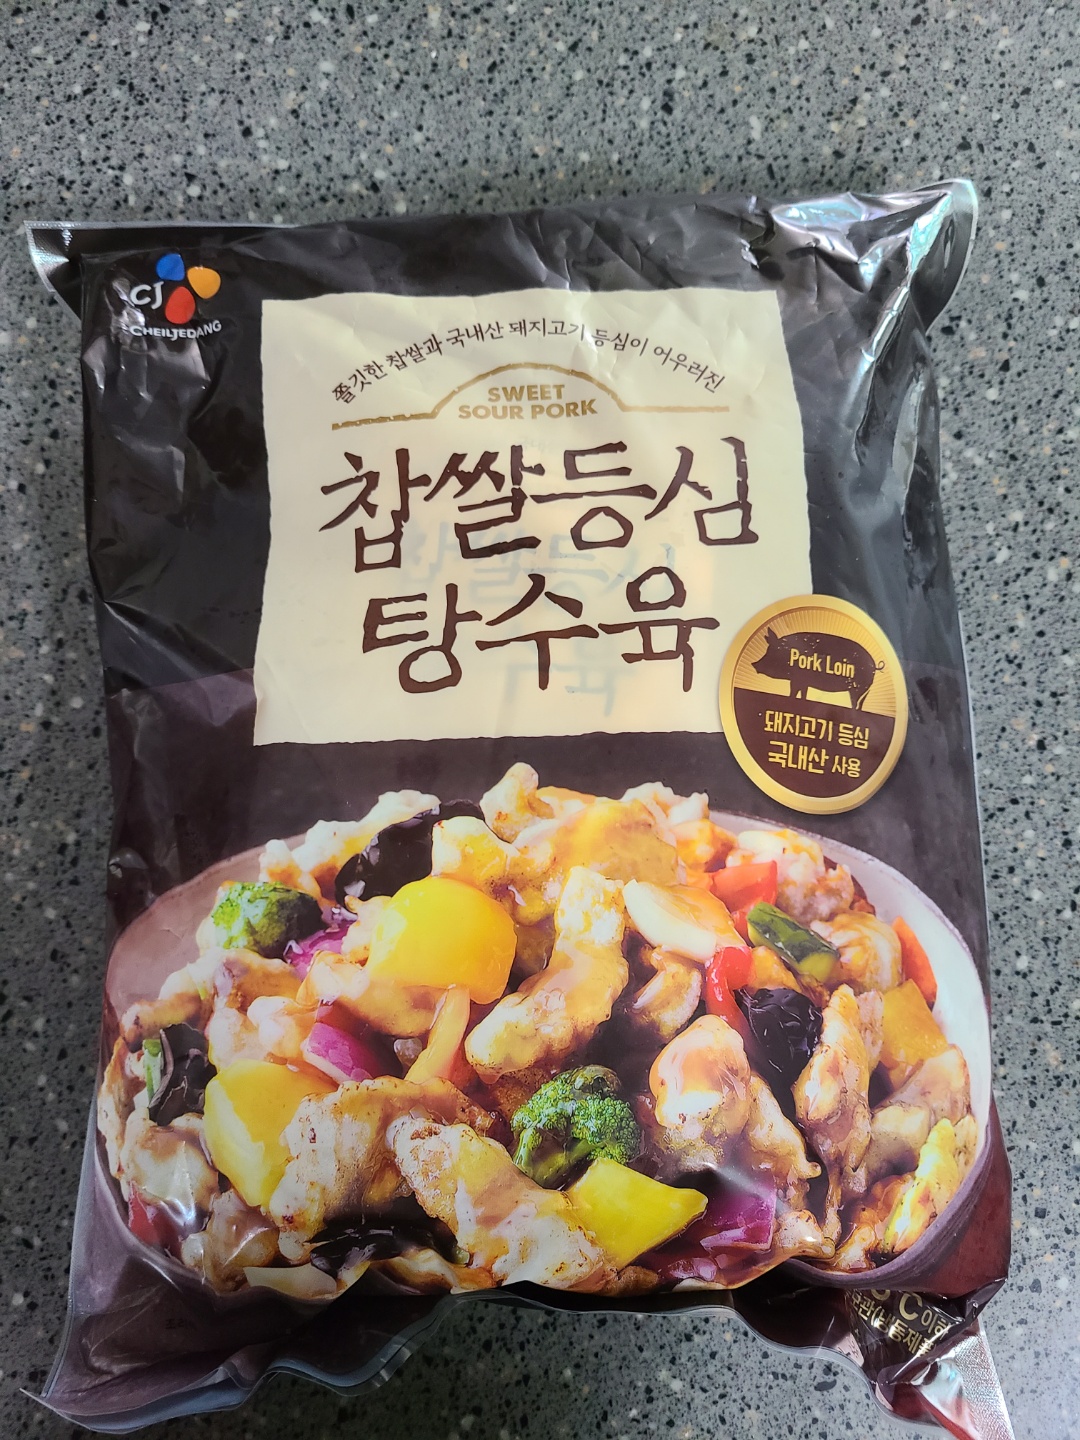 CJ
CHEILJEDANG
쫄깃한 찹쌀과 국내산 돼지고기 등심이 어우러진
SWEET
SOUR PORK
찹쌀등심
탕수육
Pork Loin
돼지고기 등심
국내산 사용
℃ 이하